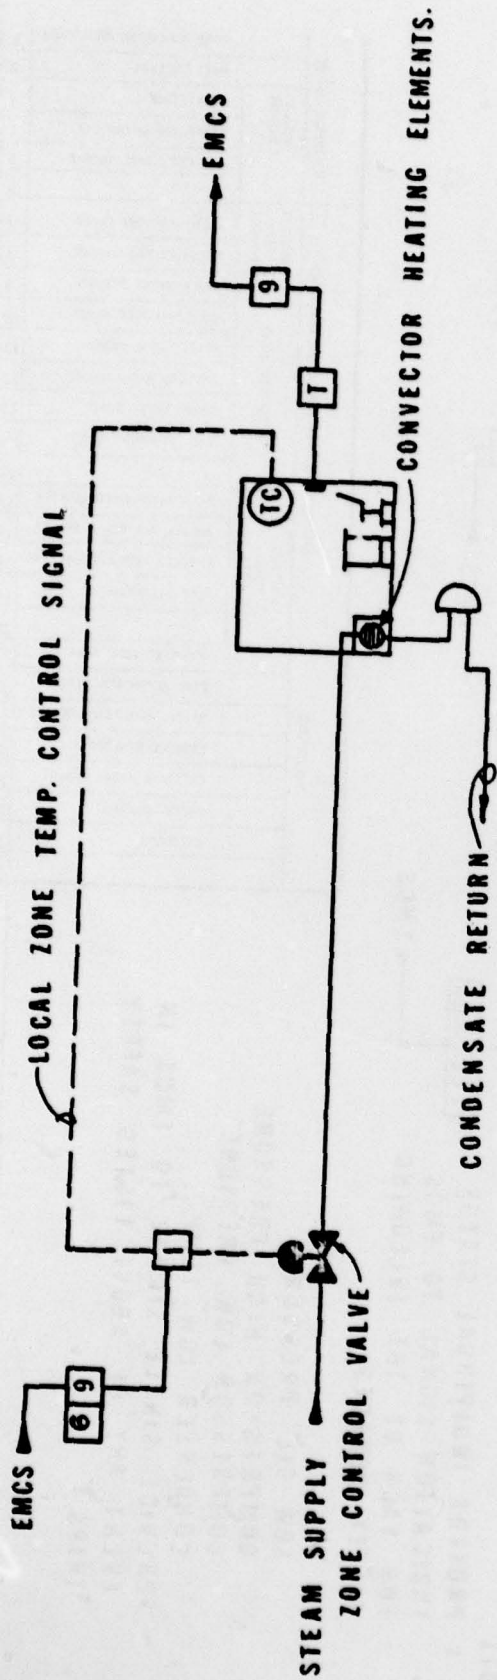 LOCAL ZONE TEMP. CONTROL SIGNAL
EMCS
9
1
TC
T
9
EMCS
STEAM SUPPLY
ZONE CONTROL VALVE
CONVECTOR HEATING ELEMENTS.
CONDENSATE RETURN